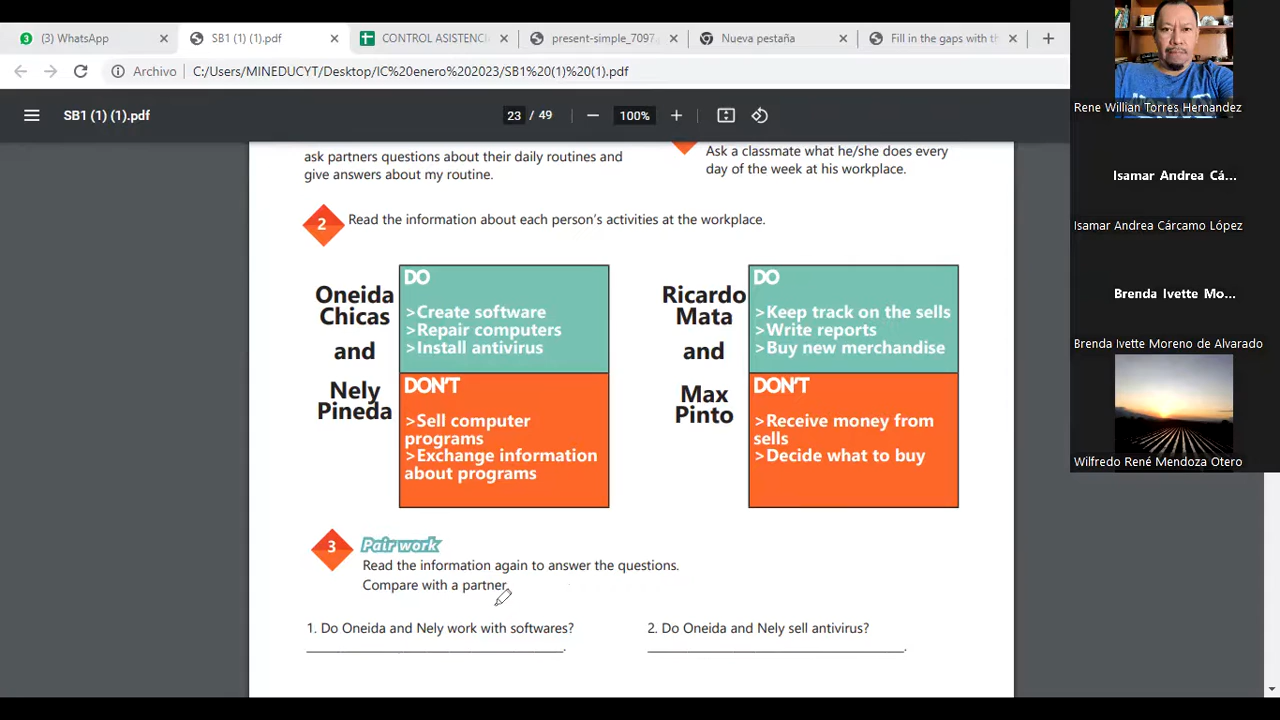 (3) WhatsApp
SB1 (1) (1).pdf
CONTROL ASISTENC
present-simple_7097.
Nueva pestaña
Fill in the gaps with th
Archivo
C:/Users/MINEDUCYT/Desktop/IC%20enero%202023/SB1%20(1)%20(1).pdf
SB1 (1) (1).pdf
23 / 49
100%
ask partners questions about their daily routines and
give answers about my routine.
Ask a classmate what he/she does every
day of the week at his workplace.
2
Read the information about each person's activities at the workplace.
Oneida
Chicas
and
Nely
Pineda
DO
>Create software
>Repair computers
>Install antivirus
DON'T
>Sell computer
programs
>Exchange information
about programs
Ricardo
Mata
and
Max
Pinto
DO
>Keep track on the sells
>Write reports
>Buy new merchandise
DON'T
>Receive money from
sells
>Decide what to buy
3
Pair work
Read the information again to answer the questions.
Compare with a partner.
1. Do Oneida and Nely work with softwares?
2. Do Oneida and Nely sell antivirus?
Rene Willian Torres Hernandez
Isamar Andrea Cá...
Isamar Andrea Cárcamo López
Brenda Ivette Mo...
Brenda Ivette Moreno de Alvarado
Wilfredo René Mendoza Otero